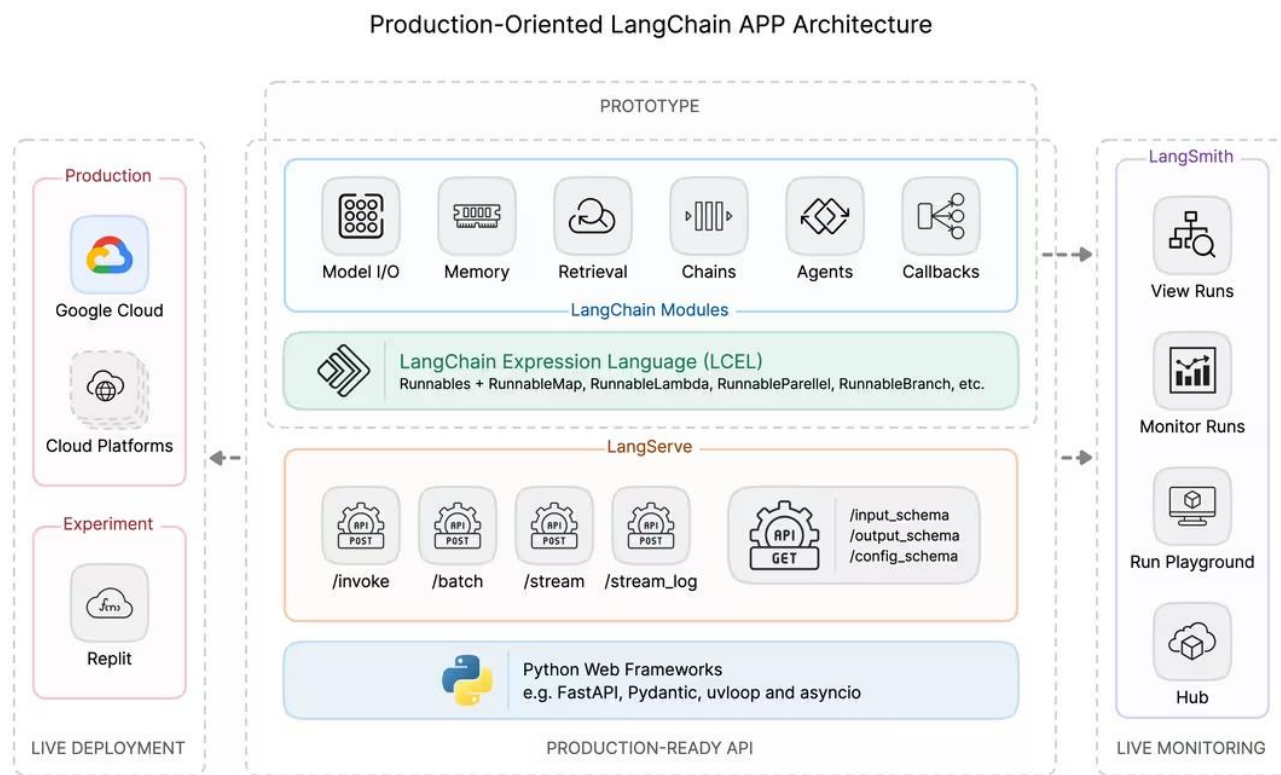 Production-Oriented LangChain APP Architecture
PROTOTYPE
Production
Google Cloud
Cloud Platforms
Experiment
Replit
LIVE DEPLOYMENT
Model I/O
Memory
Retrieval
Chains
Agents
Callbacks
LangChain Modules
LangChain Expression Language (LCEL)
Runnables + RunnableMap, RunnableLambda, RunnableParellel, RunnableBranch, etc.
LangServe
API
POST
/invoke
API
POST
/batch
API
POST
/stream
API
POST
/stream_log
API
GET
/input_schema
/output_schema
/config_schema
Python Web Frameworks
e.g. FastAPI, Pydantic, uvloop and asyncio
PRODUCTION-READY API
LangSmith
View Runs
Monitor Runs
Run Playground
Hub
LIVE MONITORING